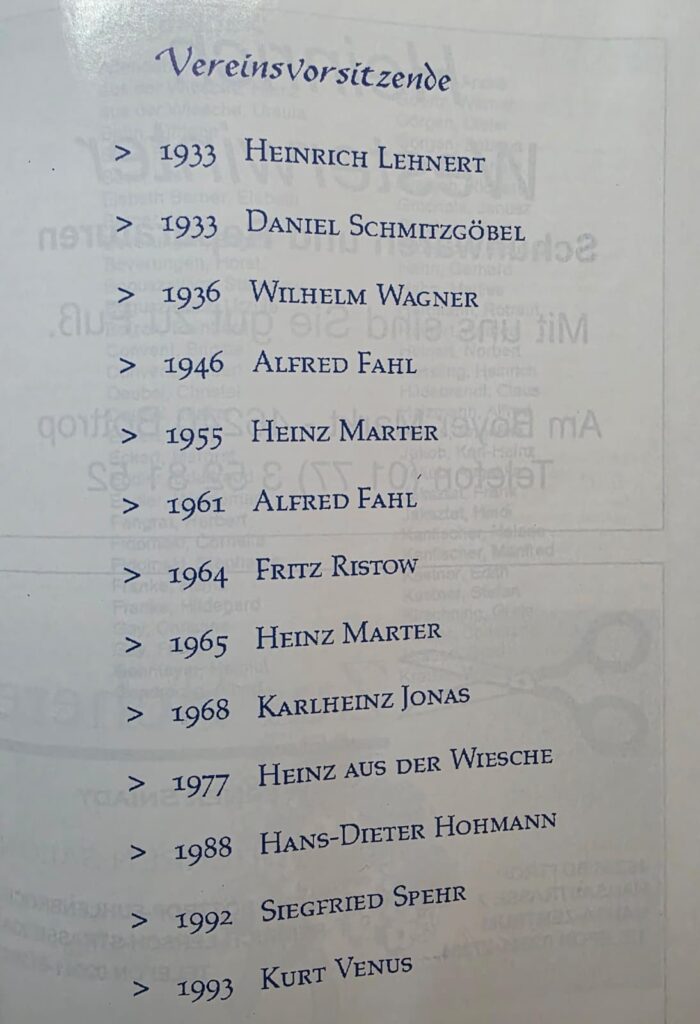 Vereinsvorsitzende
> 1933 Heinrich Lehnert
> 1933 Daniel Schmitzgöbel
> 1936 Wilhelm Wagner
> 1946 Alfred Fahl
> 1955 Heinz Marter
> 1961 Alfred Fahl
> 1964 Fritz Ristow
> 1965 Heinz Marter
> 1968 Karlheinz Jonas
> 1977 Heinz aus der Wiesche
> 1988 Hans-Dieter Hohmann
> 1992 Siegfried Spehr
> 1993 Kurt Venus